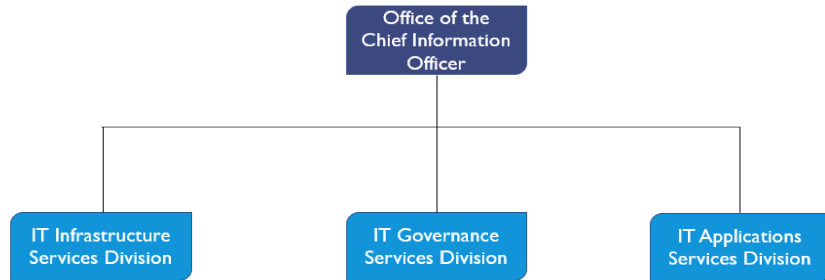 Office of the
Chief Information
Officer
IT Infrastructure
Services Division
IT Governance
Services Division
IT Applications
Services Division